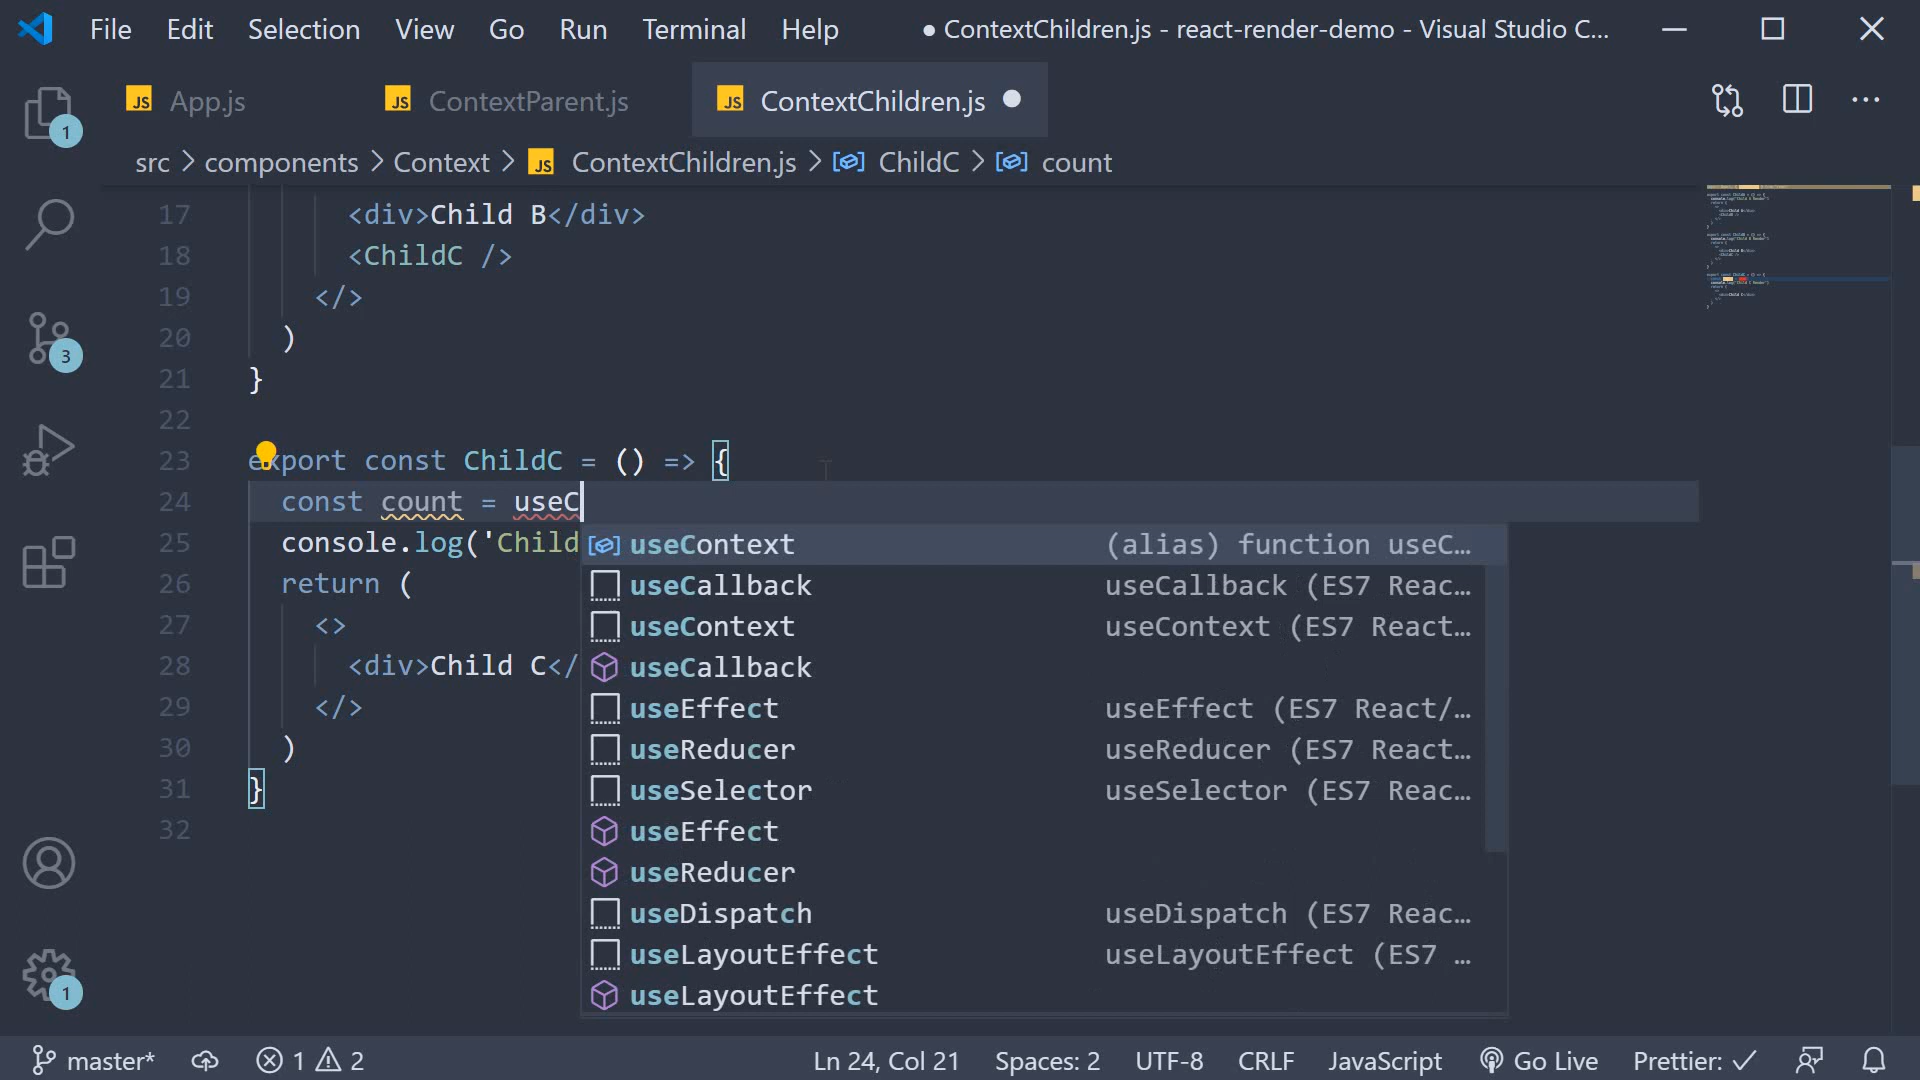 File Edit Selection View Go Run Terminal Help ● ContextChildren.js - react-render-demo - Visual Studio C...
JS App.js JS ContextParent.js JS ContextChildren.js
src > components > Context > JS ContextChildren.js > ChildC > count
17 <div>Child B</div>
18 <ChildC />
19 </>
20 )
21 }
22
23 export const ChildC = () => {
24 const count = useC
25 console.log('Child
26 return (
27 <>
28 <div>Child C</
29 </>
30 )
31 }
32
useContext (alias) function useC…
useCallback useCallback (ES7 Reac…
useContext useContext (ES7 React…
useCallback
useEffect useEffect (ES7 React/…
useReducer useReducer (ES7 React…
useSelector useSelector (ES7 Reac…
useEffect
useReducer
useDispatch useDispatch (ES7 Reac…
useLayoutEffect useLayoutEffect (ES7 …
useLayoutEffect
1
3
1
master* 1 2 Ln 24, Col 21 Spaces: 2 UTF-8 CRLF JavaScript Go Live Prettier: ✓